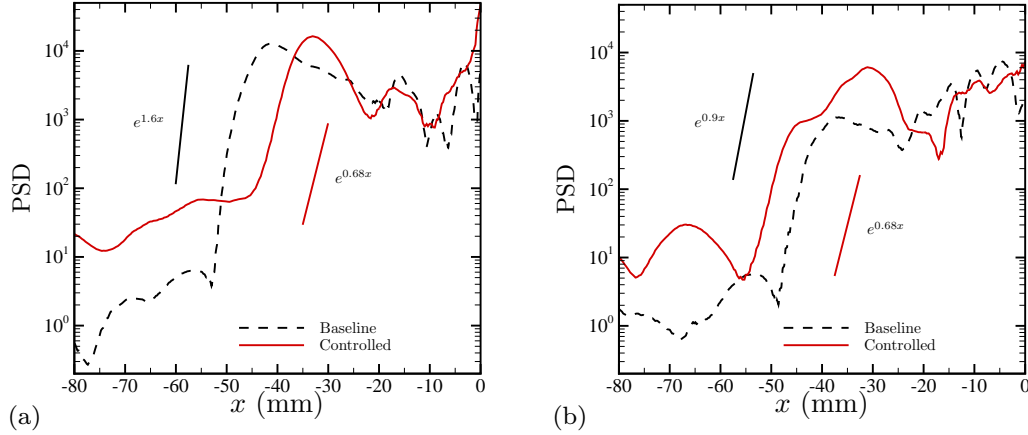 PSD
10^4
10^3
10^2
10^1
10^0
e^{1.6x}
e^{0.68x}
Baseline
Controlled
-80 -70 -60 -50 -40 -30 -20 -10 0
x (mm)
(a)
PSD
10^4
10^3
10^2
10^1
10^0
e^{0.9x}
e^{0.68x}
Baseline
Controlled
-80 -70 -60 -50 -40 -30 -20 -10 0
x (mm)
(b)